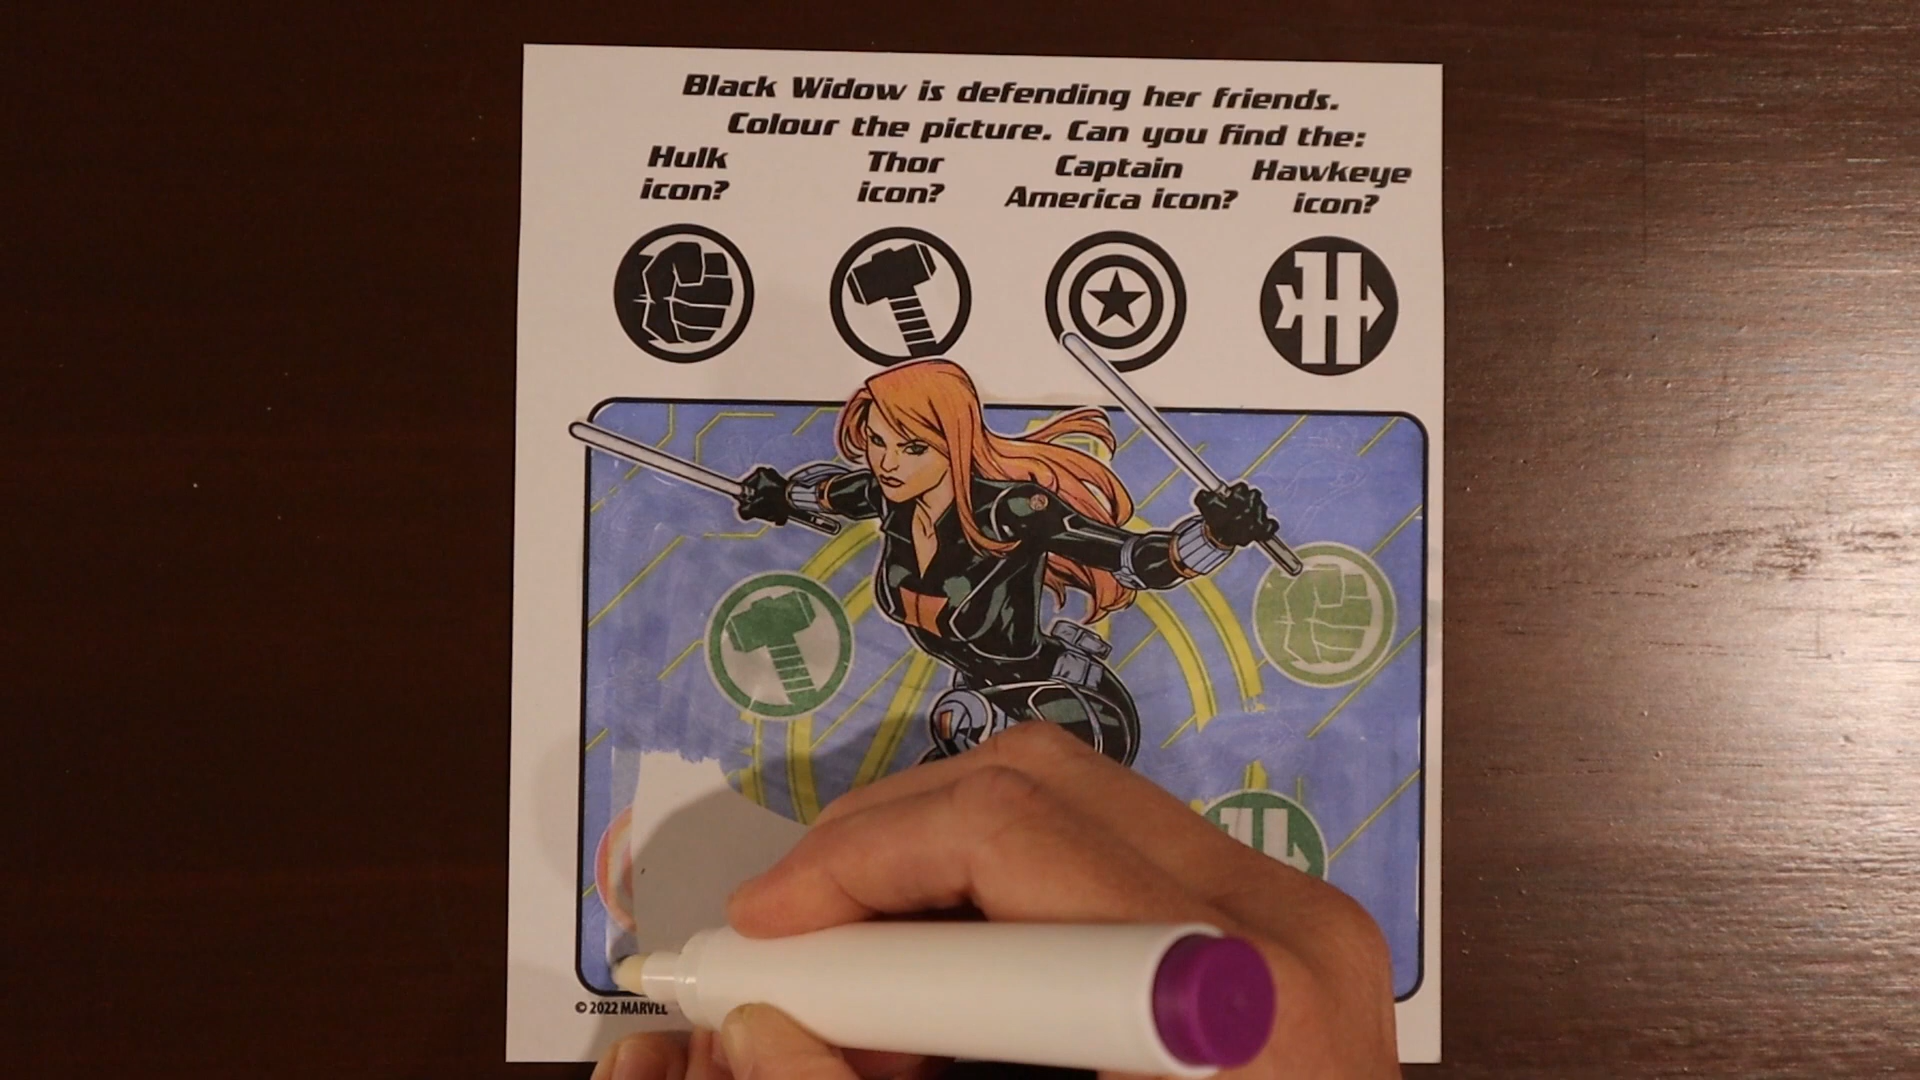 Black Widow is defending her friends.
Colour the picture. Can you find the:
Hulk
icon?
Thor
icon?
Captain
America icon?
Hawkeye
icon?
© 2022 MARVEL